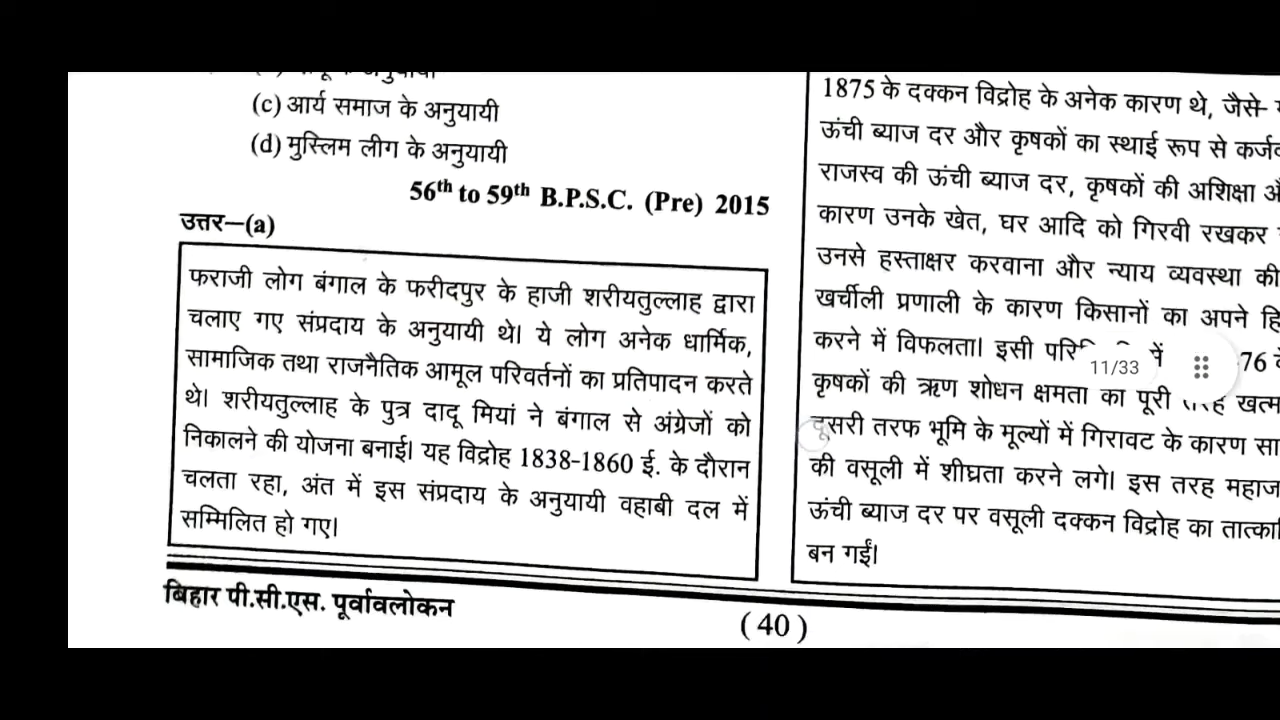 (c) आर्य समाज के अनुयायी
(d) मुस्लिम लीग के अनुयायी
56th to 59th B.P.S.C. (Pre) 2015
उत्तर–(a)
फराजी लोग बंगाल के फरीदपुर के हाजी शरीयतुल्लाह द्वारा
चलाए गए संप्रदाय के अनुयायी थे। ये लोग अनेक धार्मिक,
सामाजिक तथा राजनैतिक आमूल परिवर्तनों का प्रतिपादन करते
थे। शरीयतुल्लाह के पुत्र दादू मियां ने बंगाल से अंग्रेजों को
निकालने की योजना बनाई। यह विद्रोह 1838-1860 ई. के दौरान
चलता रहा, अंत में इस संप्रदाय के अनुयायी वहाबी दल में
सम्मिलित हो गए।
बिहार पी.सी.एस. पूर्वावलोकन
(40)
1875 के दक्कन विद्रोह के अनेक कारण थे, जैसे-
ऊंची ब्याज दर और कृषकों का स्थाई रूप से
राजस्व की ऊंची ब्याज दर, कृषकों की अशिक्षा
कारण उनके खेत, घर आदि को गिरवी रखकर
उनसे हस्ताक्षर करवाना और न्याय व्यवस्था की
खर्चीली प्रणाली के कारण किसानों का अपने
करने में विफलता। इसी में 76
11/33
कृषकों की ऋण शोधन क्षमता का पूरी तरह खत्म
दूसरी तरफ भूमि के मूल्यों में गिरावट के कारण
की वसूली में शीघ्रता करने लगे। इस तरह
ऊंची ब्याज दर पर वसूली दक्कन विद्रोह का
बन गईं।